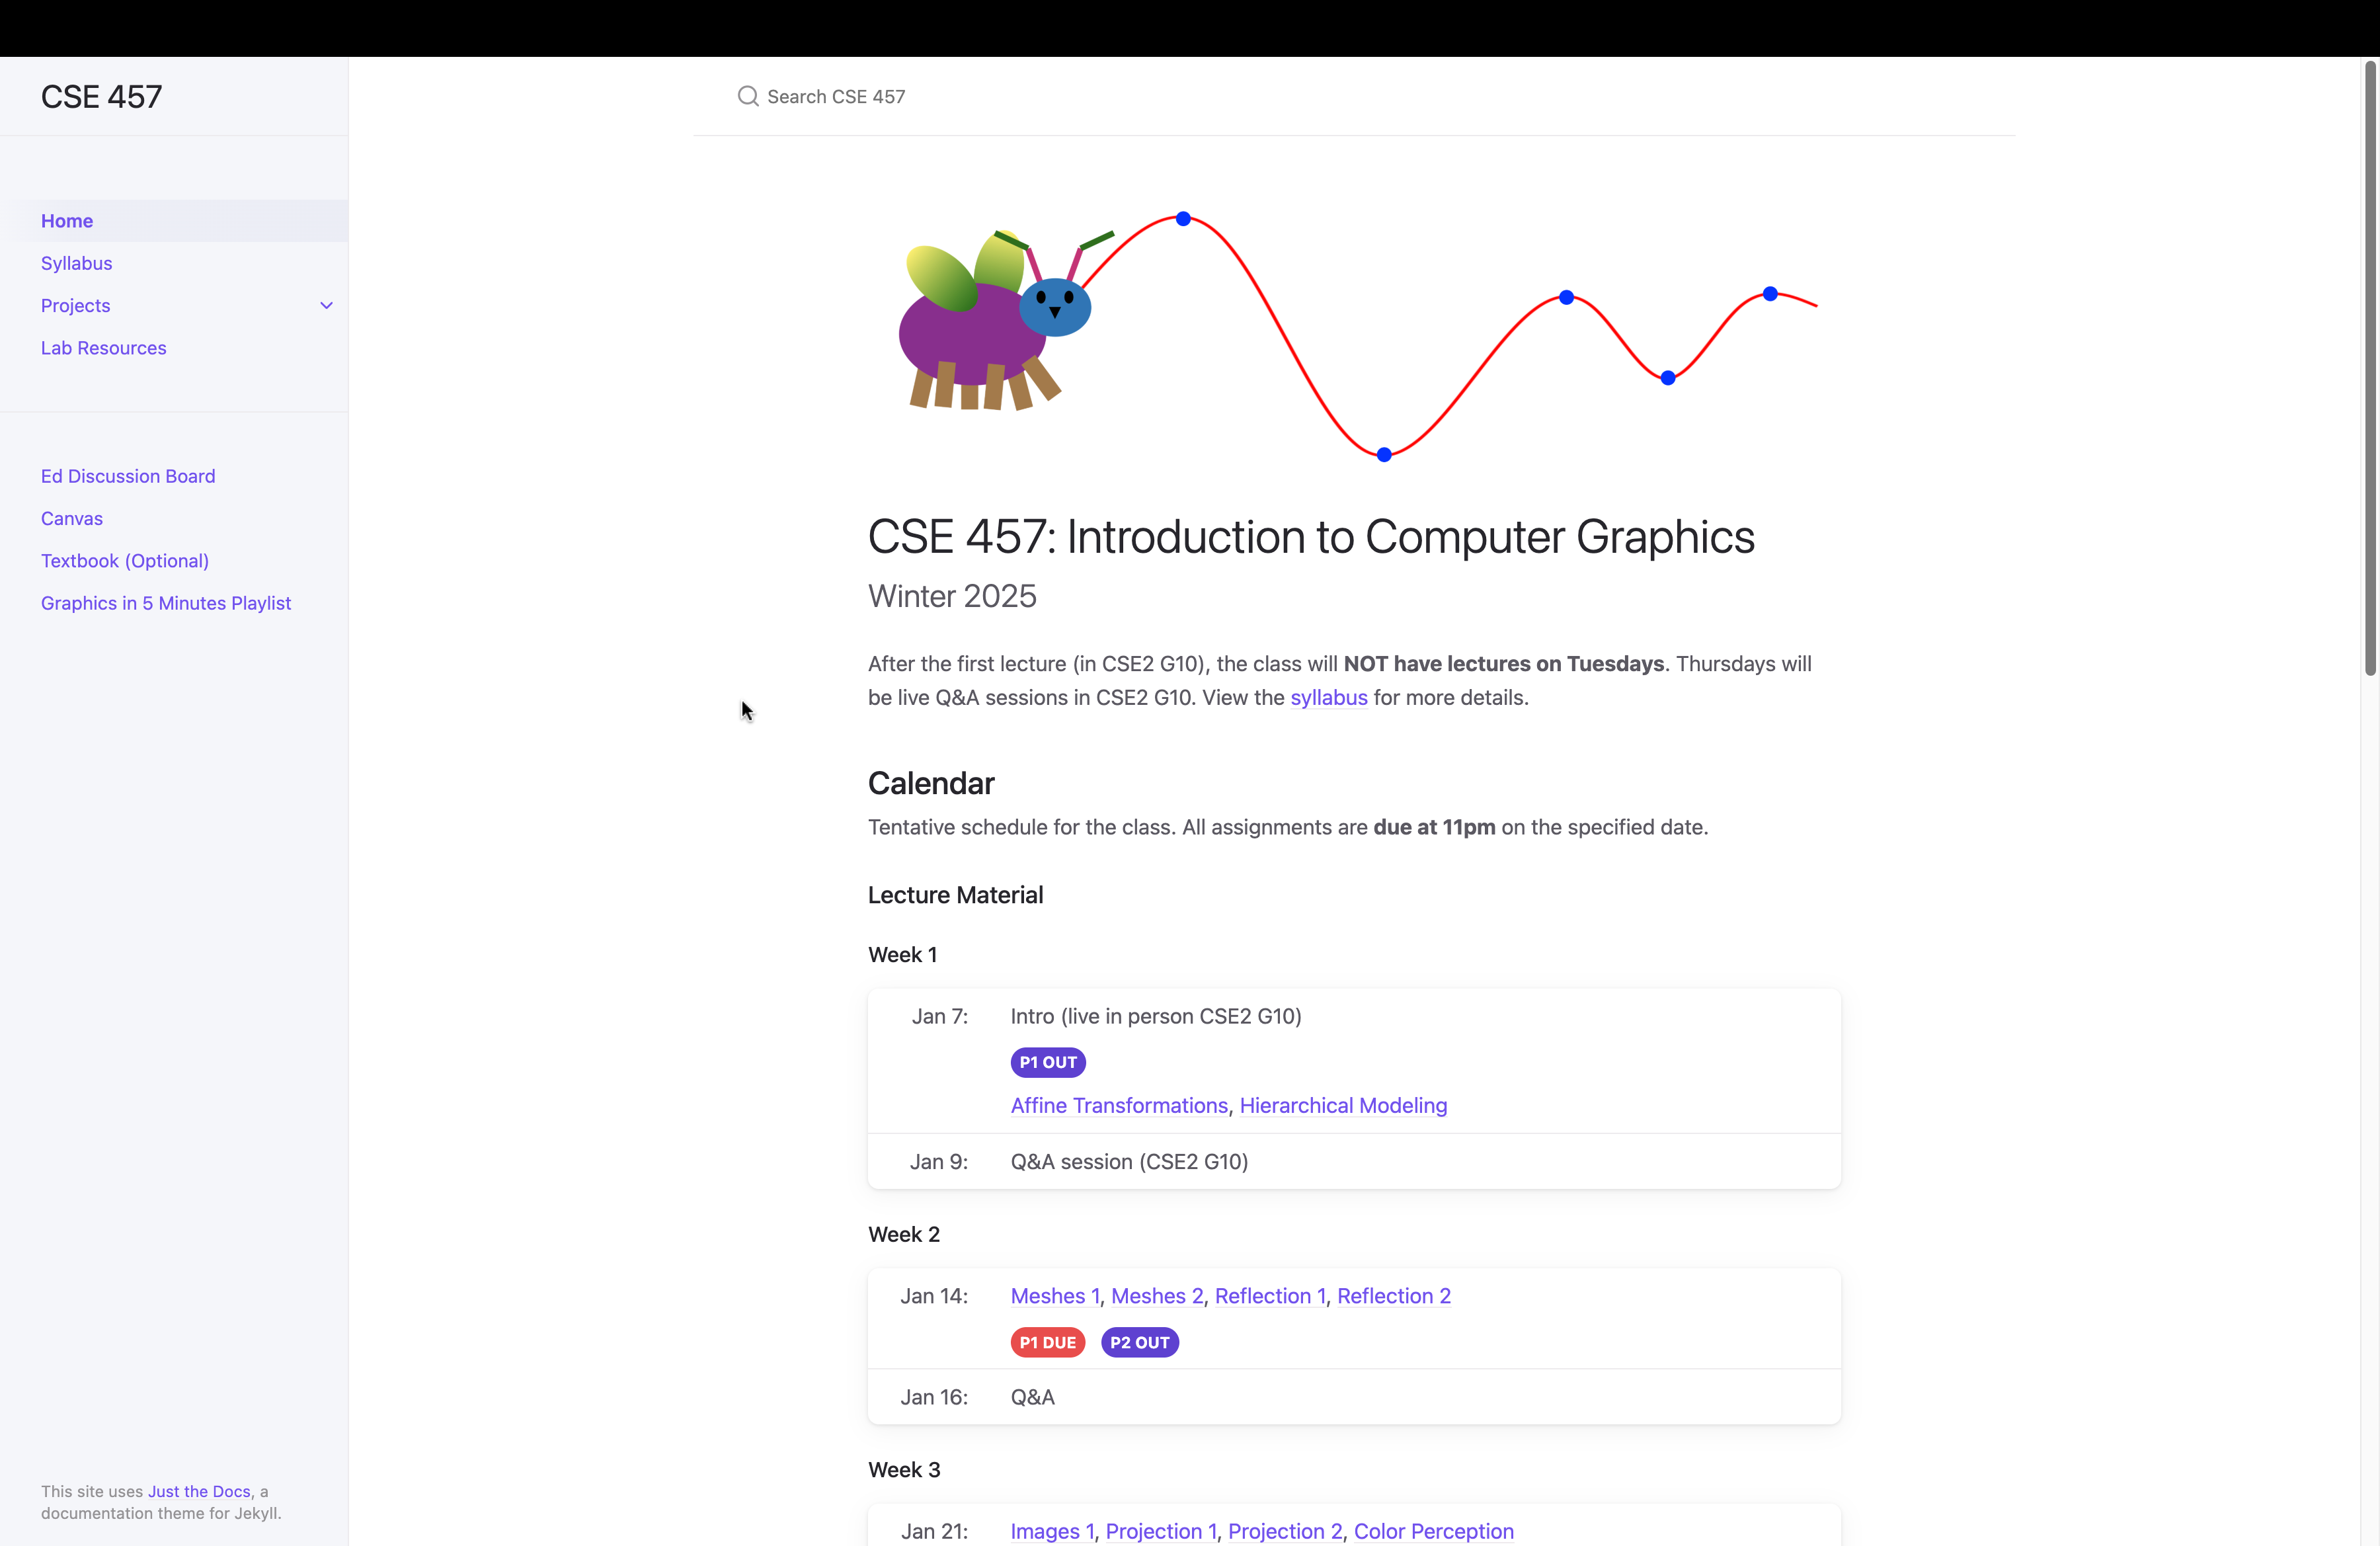 CSE 457
Search CSE 457
Home
Syllabus
Projects
Lab Resources
Ed Discussion Board
Canvas
Textbook (Optional)
Graphics in 5 Minutes Playlist
This site uses Just the Docs, a
documentation theme for Jekyll.
CSE 457: Introduction to Computer Graphics
Winter 2025
After the first lecture (in CSE2 G10), the class will NOT have lectures on Tuesdays. Thursdays will
be live Q&A sessions in CSE2 G10. View the syllabus for more details.
Calendar
Tentative schedule for the class. All assignments are due at 11pm on the specified date.
Lecture Material
Week 1
Jan 7: Intro (live in person CSE2 G10)
P1 OUT
Affine Transformations, Hierarchical Modeling
Jan 9: Q&A session (CSE2 G10)
Week 2
Jan 14: Meshes 1, Meshes 2, Reflection 1, Reflection 2
P1 DUE P2 OUT
Jan 16: Q&A
Week 3
Jan 21: Images 1, Projection 1, Projection 2, Color Perception